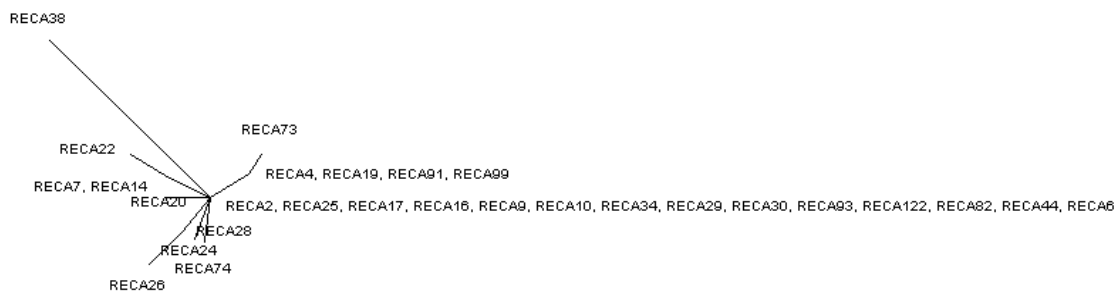 RECA38
RECA73
RECA22
RECA4, RECA19, RECA91, RECA99
RECA7, RECA14
RECA20
RECA2, RECA25, RECA17, RECA16, RECA9, RECA10, RECA34, RECA29, RECA30, RECA93, RECA122, RECA82, RECA44, RECA6
RECA28
RECA24
RECA74
RECA26